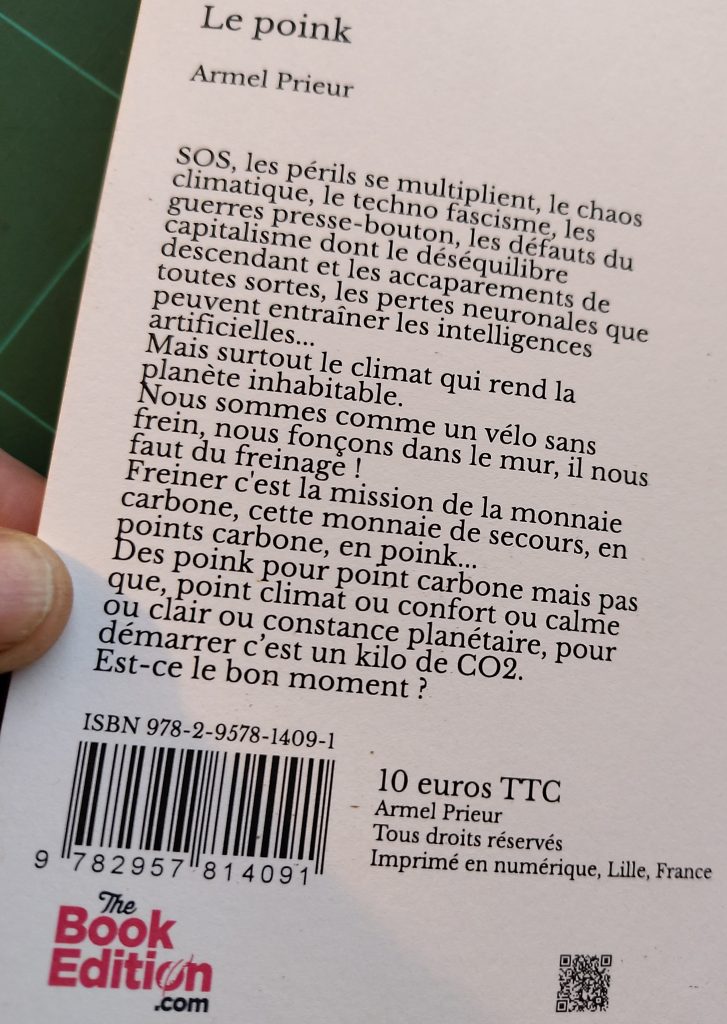 Le poink
Armel Prieur
SOS, les périls se multiplient, le chaos
climatique, le techno fascisme, les
guerres presse-bouton, les défauts du
capitalisme dont le déséquilibre
descendant et les accaparements de
toutes sortes, les pertes neuronales que
peuvent entraîner les intelligences
artificielles...
Mais surtout le climat qui rend la
planète inhabitable.
Nous sommes comme un vélo sans
frein, nous fonçons dans le mur, il nous
faut du freinage !
Freiner c'est la mission de la monnaie
carbone, cette monnaie de secours, en
points carbone, en poink...
Des poink pour point carbone mais pas
que, point climat ou confort ou calme
ou clair ou constance planétaire, pour
démarrer c’est un kilo de CO2.
Est-ce le bon moment ?
ISBN 978-2-9578-1409-1
9 782957 814091
10 euros TTC
Armel Prieur
Tous droits réservés
Imprimé en numérique, Lille, France
The
Book
Edition
.com